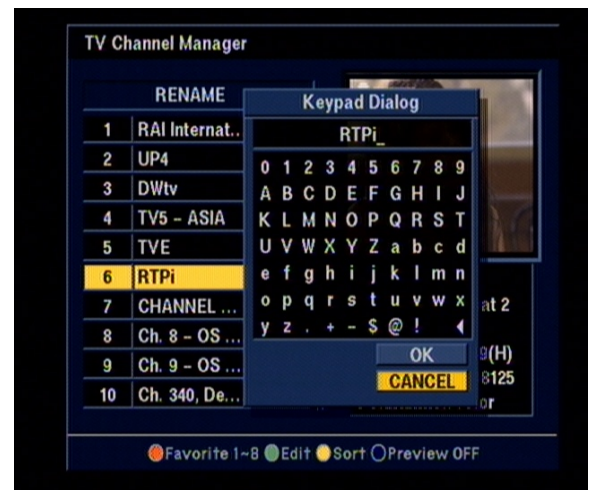 TV Channel Manager
RENAME
1 RAI Internat..
2 UP4
3 DWtv
4 TV5 - ASIA
5 TVE
6 RTPi
7 CHANNEL ...
8 Ch. 8 - OS ...
9 Ch. 9 - OS ...
10 Ch. 340, De...
Keypad Dialog
RTPi_
0 1 2 3 4 5 6 7 8 9
A B C D E F G H I J
K L M N O P Q R S T
U V W X Y Z a b c d
e f g h i j k l m n
o p q r s t u v w x
y z . + - $ @ !
OK
CANCEL
at 2
9(H)
8125
or
Favorite 1~8 Edit Sort Preview OFF